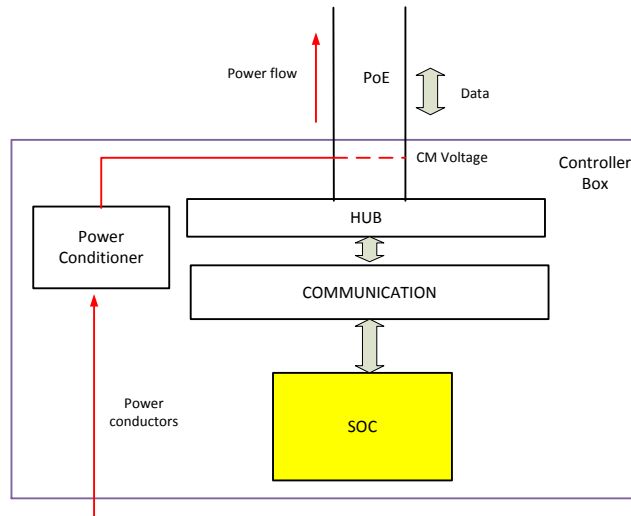 Power flow
PoE
Data
CM Voltage
Controller
Box
HUB
Power
Conditioner
COMMUNICATION
Power
conductors
SOC